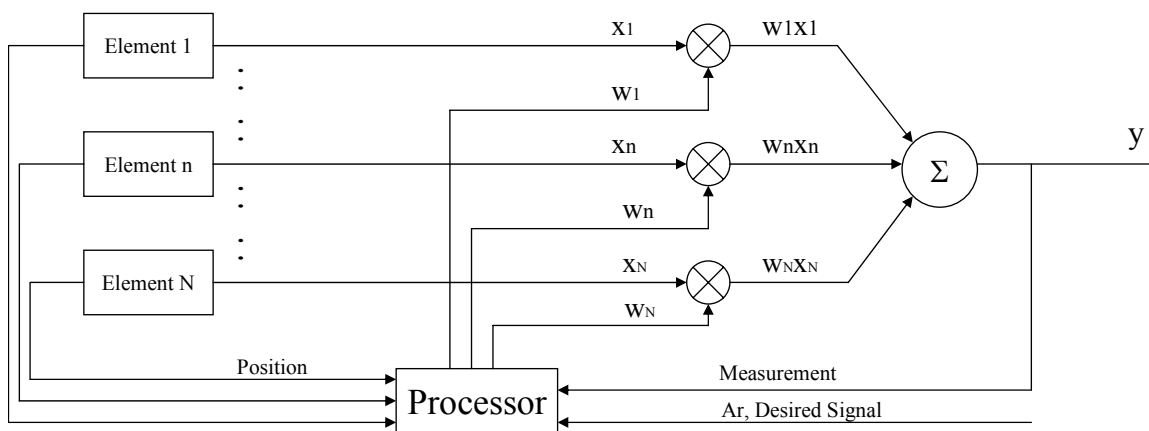 Element 1
x1
w1x1
w1
Element n
xn
wnxn
y
Σ
wn
Element N
xN
wNxN
wN
Position
Processor
Measurement
Ar, Desired Signal